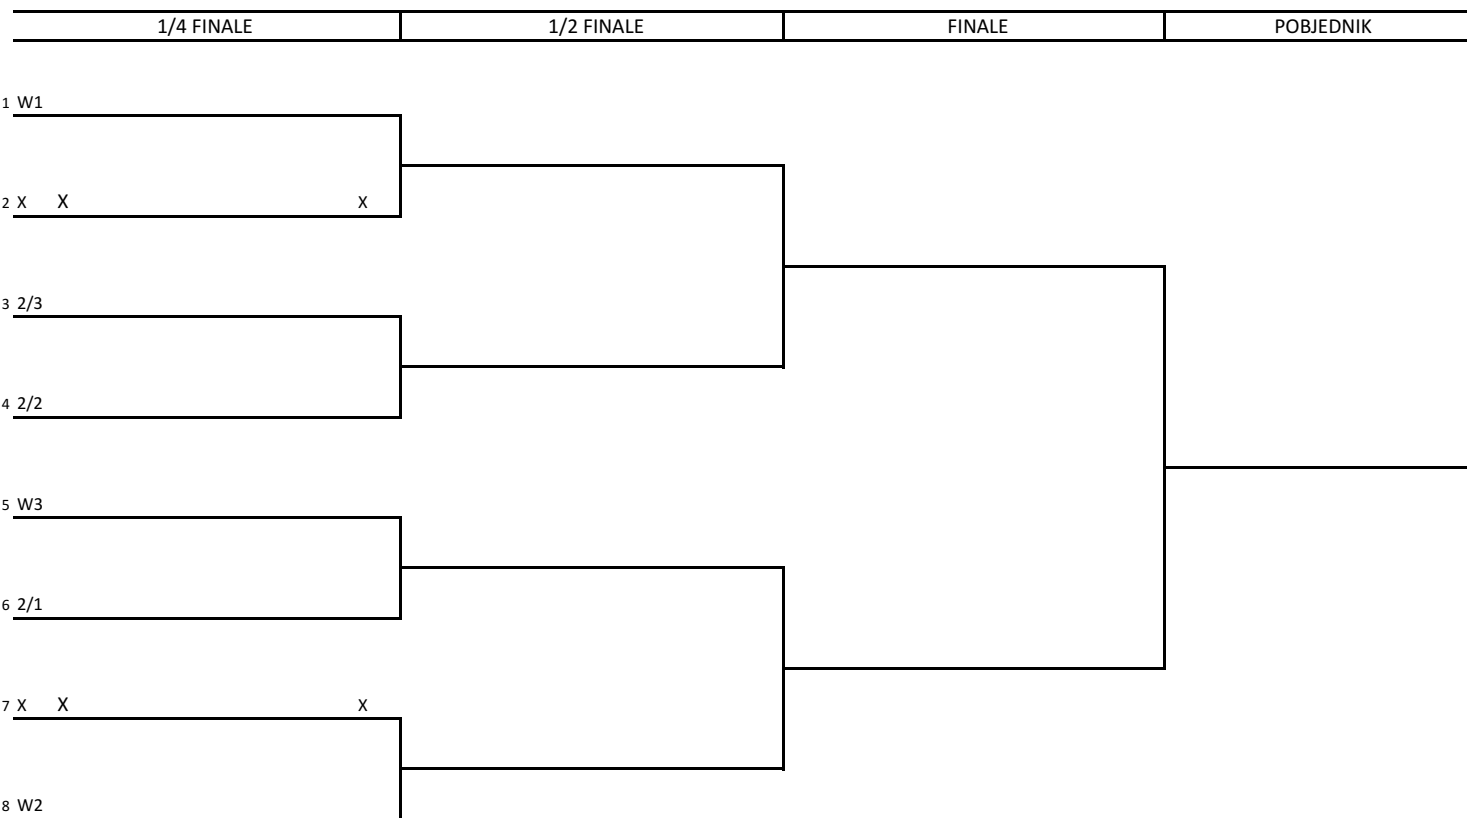 1/4 FINALE 1/2 FINALE FINALE POBJEDNIK
1 W1
2 X X X
3 2/3
4 2/2
5 W3
6 2/1
7 X X X
8 W2